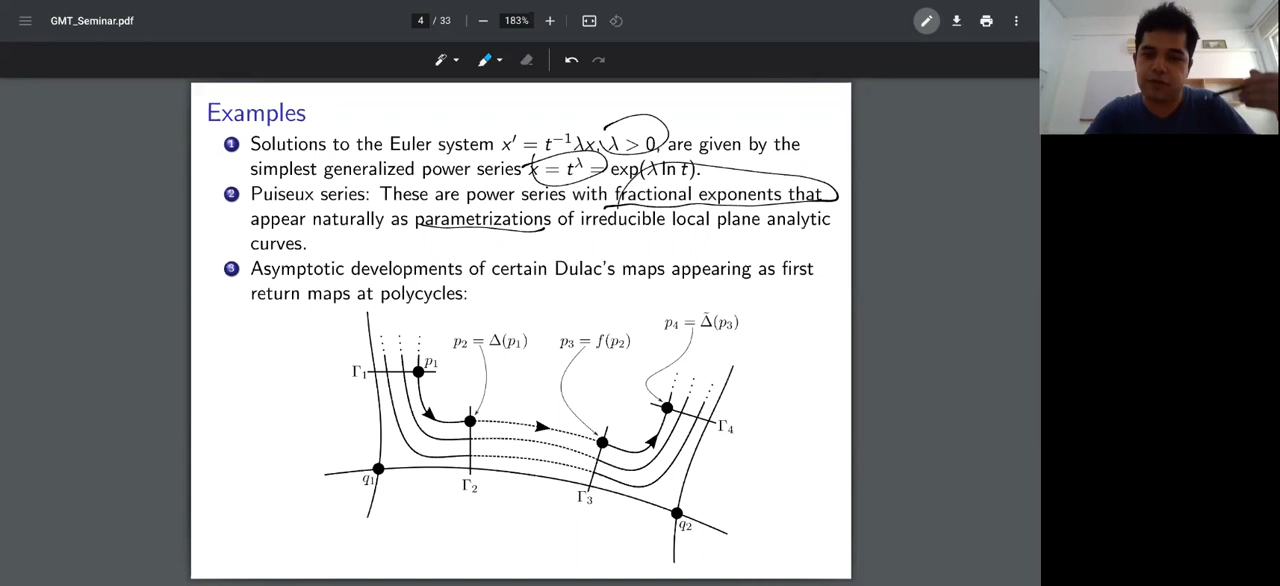 GMT_Seminar.pdf
4 / 33
183%
Examples
1 Solutions to the Euler system x′ = t⁻¹λx, λ > 0, are given by the
simplest generalized power series x = t^λ = exp(λ ln t).
2 Puiseux series: These are power series with fractional exponents that
appear naturally as parametrizations of irreducible local plane analytic
curves.
3 Asymptotic developments of certain Dulac's maps appearing as first
return maps at polycycles:
p₄ = Δ̃(p₃)
p₂ = Δ(p₁)
p₃ = f(p₂)
p₁
Γ₁
Γ₄
q₁
Γ₂
Γ₃
q₂